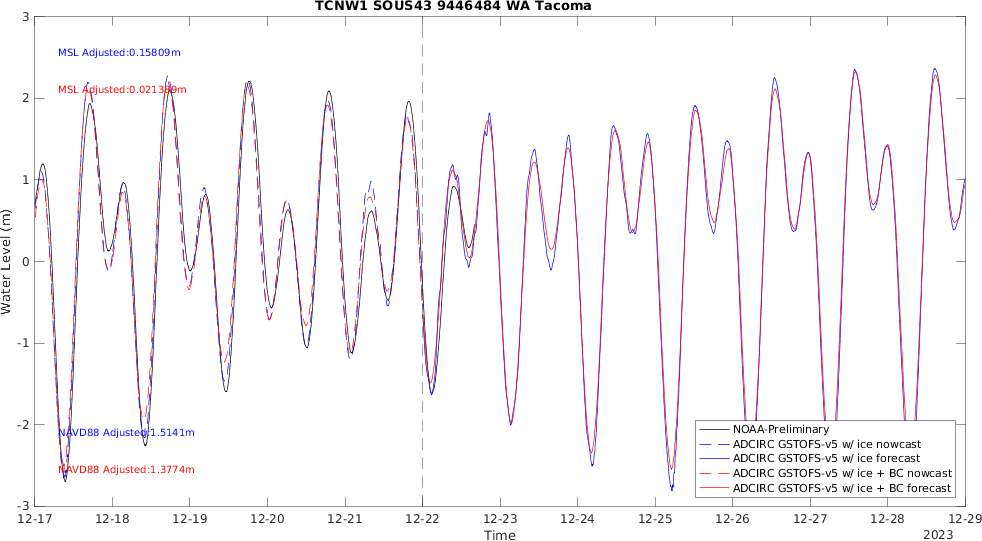 TCNW1 SOUS43 9446484 WA Tacoma
MSL Adjusted:0.15809m
MSL Adjusted:0.021339m
NAVD88 Adjusted:1.5141m
NAVD88 Adjusted:1.3774m
Water Level (m)
3
2
1
0
-1
-2
-3
NOAA-Preliminary
ADCIRC GSTOFS-v5 w/ ice nowcast
ADCIRC GSTOFS-v5 w/ ice forecast
ADCIRC GSTOFS-v5 w/ ice + BC nowcast
ADCIRC GSTOFS-v5 w/ ice + BC forecast
12-17 12-18 12-19 12-20 12-21 12-22 12-23 12-24 12-25 12-26 12-27 12-28 12-29
Time
2023